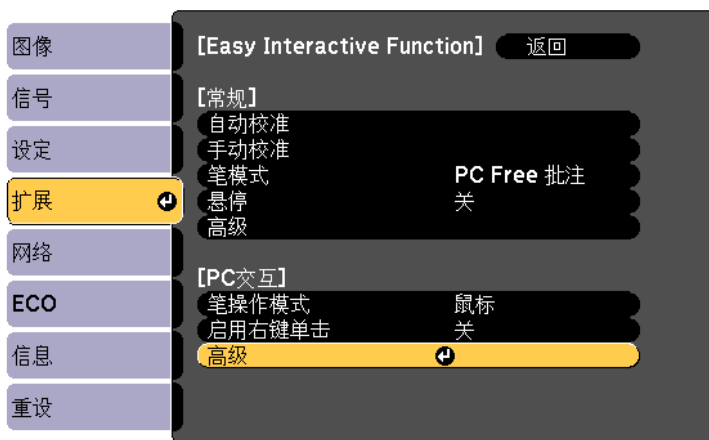 图像
信号
设定
扩展
网络
ECO
信息
重设
[Easy Interactive Function] 返回
[常规]
自动校准
手动校准
笔模式 PC Free 批注
悬停 关
高级
[PC交互]
笔操作模式 鼠标
启用右键单击 关
高级